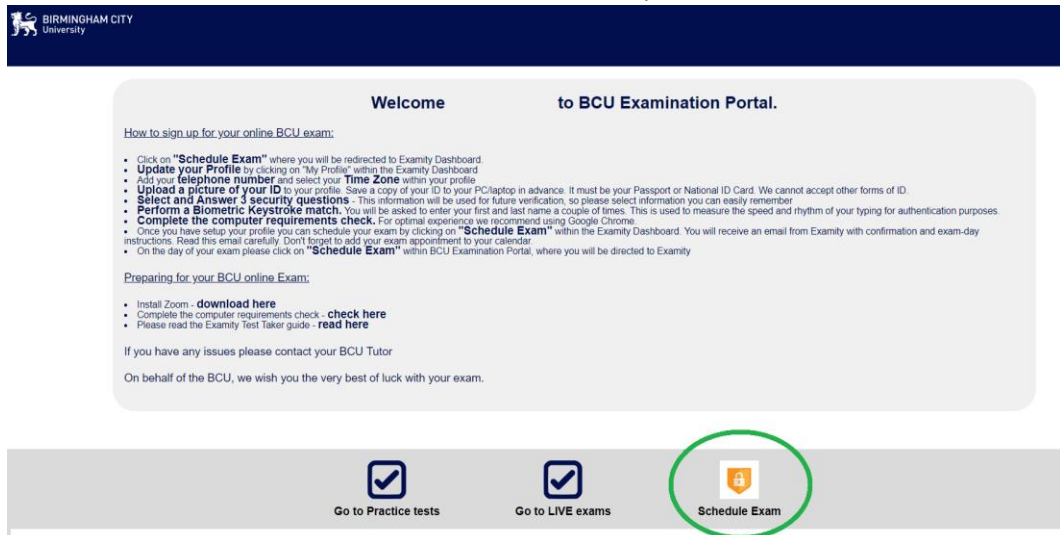 BIRMINGHAM CITY
University
Welcome to BCU Examination Portal.
How to sign up for your online BCU exam:
• Click on "Schedule Exam" where you will be redirected to Examity Dashboard.
• Update your Profile by clicking on "My Profile" within the Examity Dashboard
• Add your telephone number and select your Time Zone within your profile
• Upload a picture of your ID to your profile. Save a copy of your ID to your PC/laptop in advance. It must be your Passport or National ID Card. We cannot accept other forms of ID.
• Select and Answer 3 security questions - This information will be used for future verification, so please select information you can easily remember
• Perform a Biometric Keystroke match. You will be asked to enter your first and last name a couple of times. This is used to measure the speed and rhythm of your typing for authentication purposes.
• Complete the computer requirements check. For optimal experience we recommend using Google Chrome.
• Once you have setup your profile you can schedule your exam by clicking on "Schedule Exam" within the Examity Dashboard. You will receive an email from Examity with confirmation and exam-day
instructions. Read this email carefully. Don't forget to add your exam appointment to your calendar.
• On the day of your exam please click on "Schedule Exam" within BCU Examination Portal, where you will be directed to Examity
Preparing for your BCU online Exam:
• Install Zoom - download here
• Complete the computer requirements check - check here
• Please read the Examity Test Taker guide - read here
If you have any issues please contact your BCU Tutor
On behalf of the BCU, we wish you the very best of luck with your exam.
Go to Practice tests
Go to LIVE exams
Schedule Exam